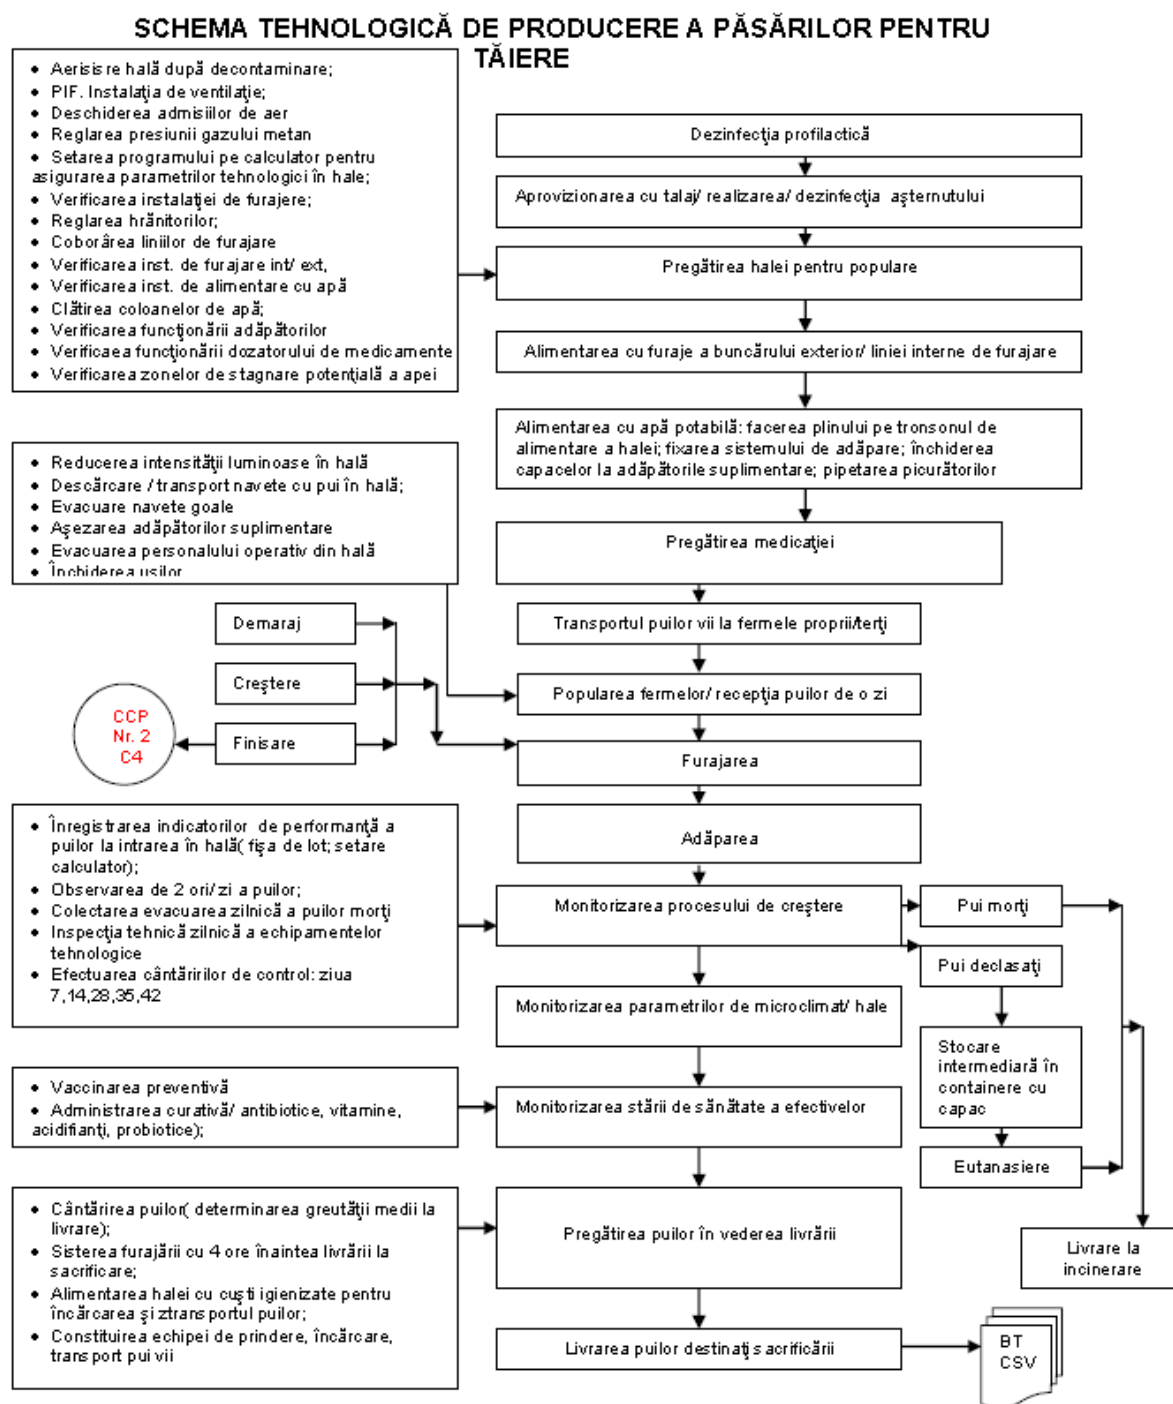 SCHEMA TEHNOLOGICĂ DE PRODUCERE A PĂSĂRILOR PENTRU
TĂIERE
• Aerisisre hală după decontaminare;
• PIF. Instalaţia de ventilaţie;
• Deschiderea admisiilor de aer
• Reglarea presiunii gazului metan
• Setarea programului pe calculator pentru
asigurarea parametrilor tehnologici în hale;
• Verificarea instalaţiei de furajere;
• Reglarea hrănitorilor;
• Coborârea liniilor de furajare
• Verificarea inst. de furajare int/ ext,
• Verificarea inst. de alimentare cu apă
• Clătirea coloanelor de apă;
• Verificarea funcţionării adăpătorilor
• Verificaea funcţionării dozatorului de medicamente
• Verificarea zonelor de stagnare potenţială a apei
Dezinfecţia profilactică
Aprovizionarea cu talaj/ realizarea/ dezinfecţia aşternutului
Pregătirea halei pentru populare
Alimentarea cu furaje a buncărului exterior/ liniei interne de furajare
Alimentarea cu apă potabilă: facerea plinului pe tronsonul de
alimentare a halei; fixarea sistemului de adăpare; închiderea
capacelor la adăpătorile suplimentare; pipetarea picurătorilor
• Reducerea intensităţii luminoase în hală
• Descărcare / transport navete cu pui în hală;
• Evacuare navete goale
• Aşezarea adăpătorilor suplimentare
• Evacuarea personalului operativ din hală
• Închiderea uşilor
Pregătirea medicaţiei
Transportul puilor vii la fermele proprii/terţi
Demaraj
Creştere
Finisare
CCP
Nr. 2
C4
Popularea fermelor/ recepţia puilor de o zi
Furajarea
Adăparea
• Înregistrarea indicatorilor de performanţă a
puilor la intrarea în hală( fişa de lot; setare
calculator);
• Observarea de 2 ori/ zi a puilor;
• Colectarea evacuarea zilnică a puilor morţi
• Inspecţia tehnică zilnică a echipamentelor
tehnologice
• Efectuarea cântăririlor de control: ziua
7,14,28,35,42
Monitorizarea procesului de creştere
Pui morţi
Pui declasaţi
Monitorizarea parametrilor de microclimat/ hale
Stocare
intermediară în
containere cu
capac
• Vaccinarea preventivă
• Administrarea curativă/ antibiotice, vitamine,
acidifianţi, probiotice);
Monitorizarea stării de sănătate a efectivelor
Eutanasiere
• Cântărirea puilor( determinarea greutăţii medii la
livrare);
• Sisterea furajării cu 4 ore înaintea livrării la
sacrificare;
• Alimentarea halei cu cuşti igienizate pentru
încărcarea şi ztransportul puilor;
• Constituirea echipei de prindere, încărcare,
transport pui vii
Pregătirea puilor în vederea livrării
Livrare la
incinerare
Livrarea puilor destinaţi sacrificării
BT
CSV